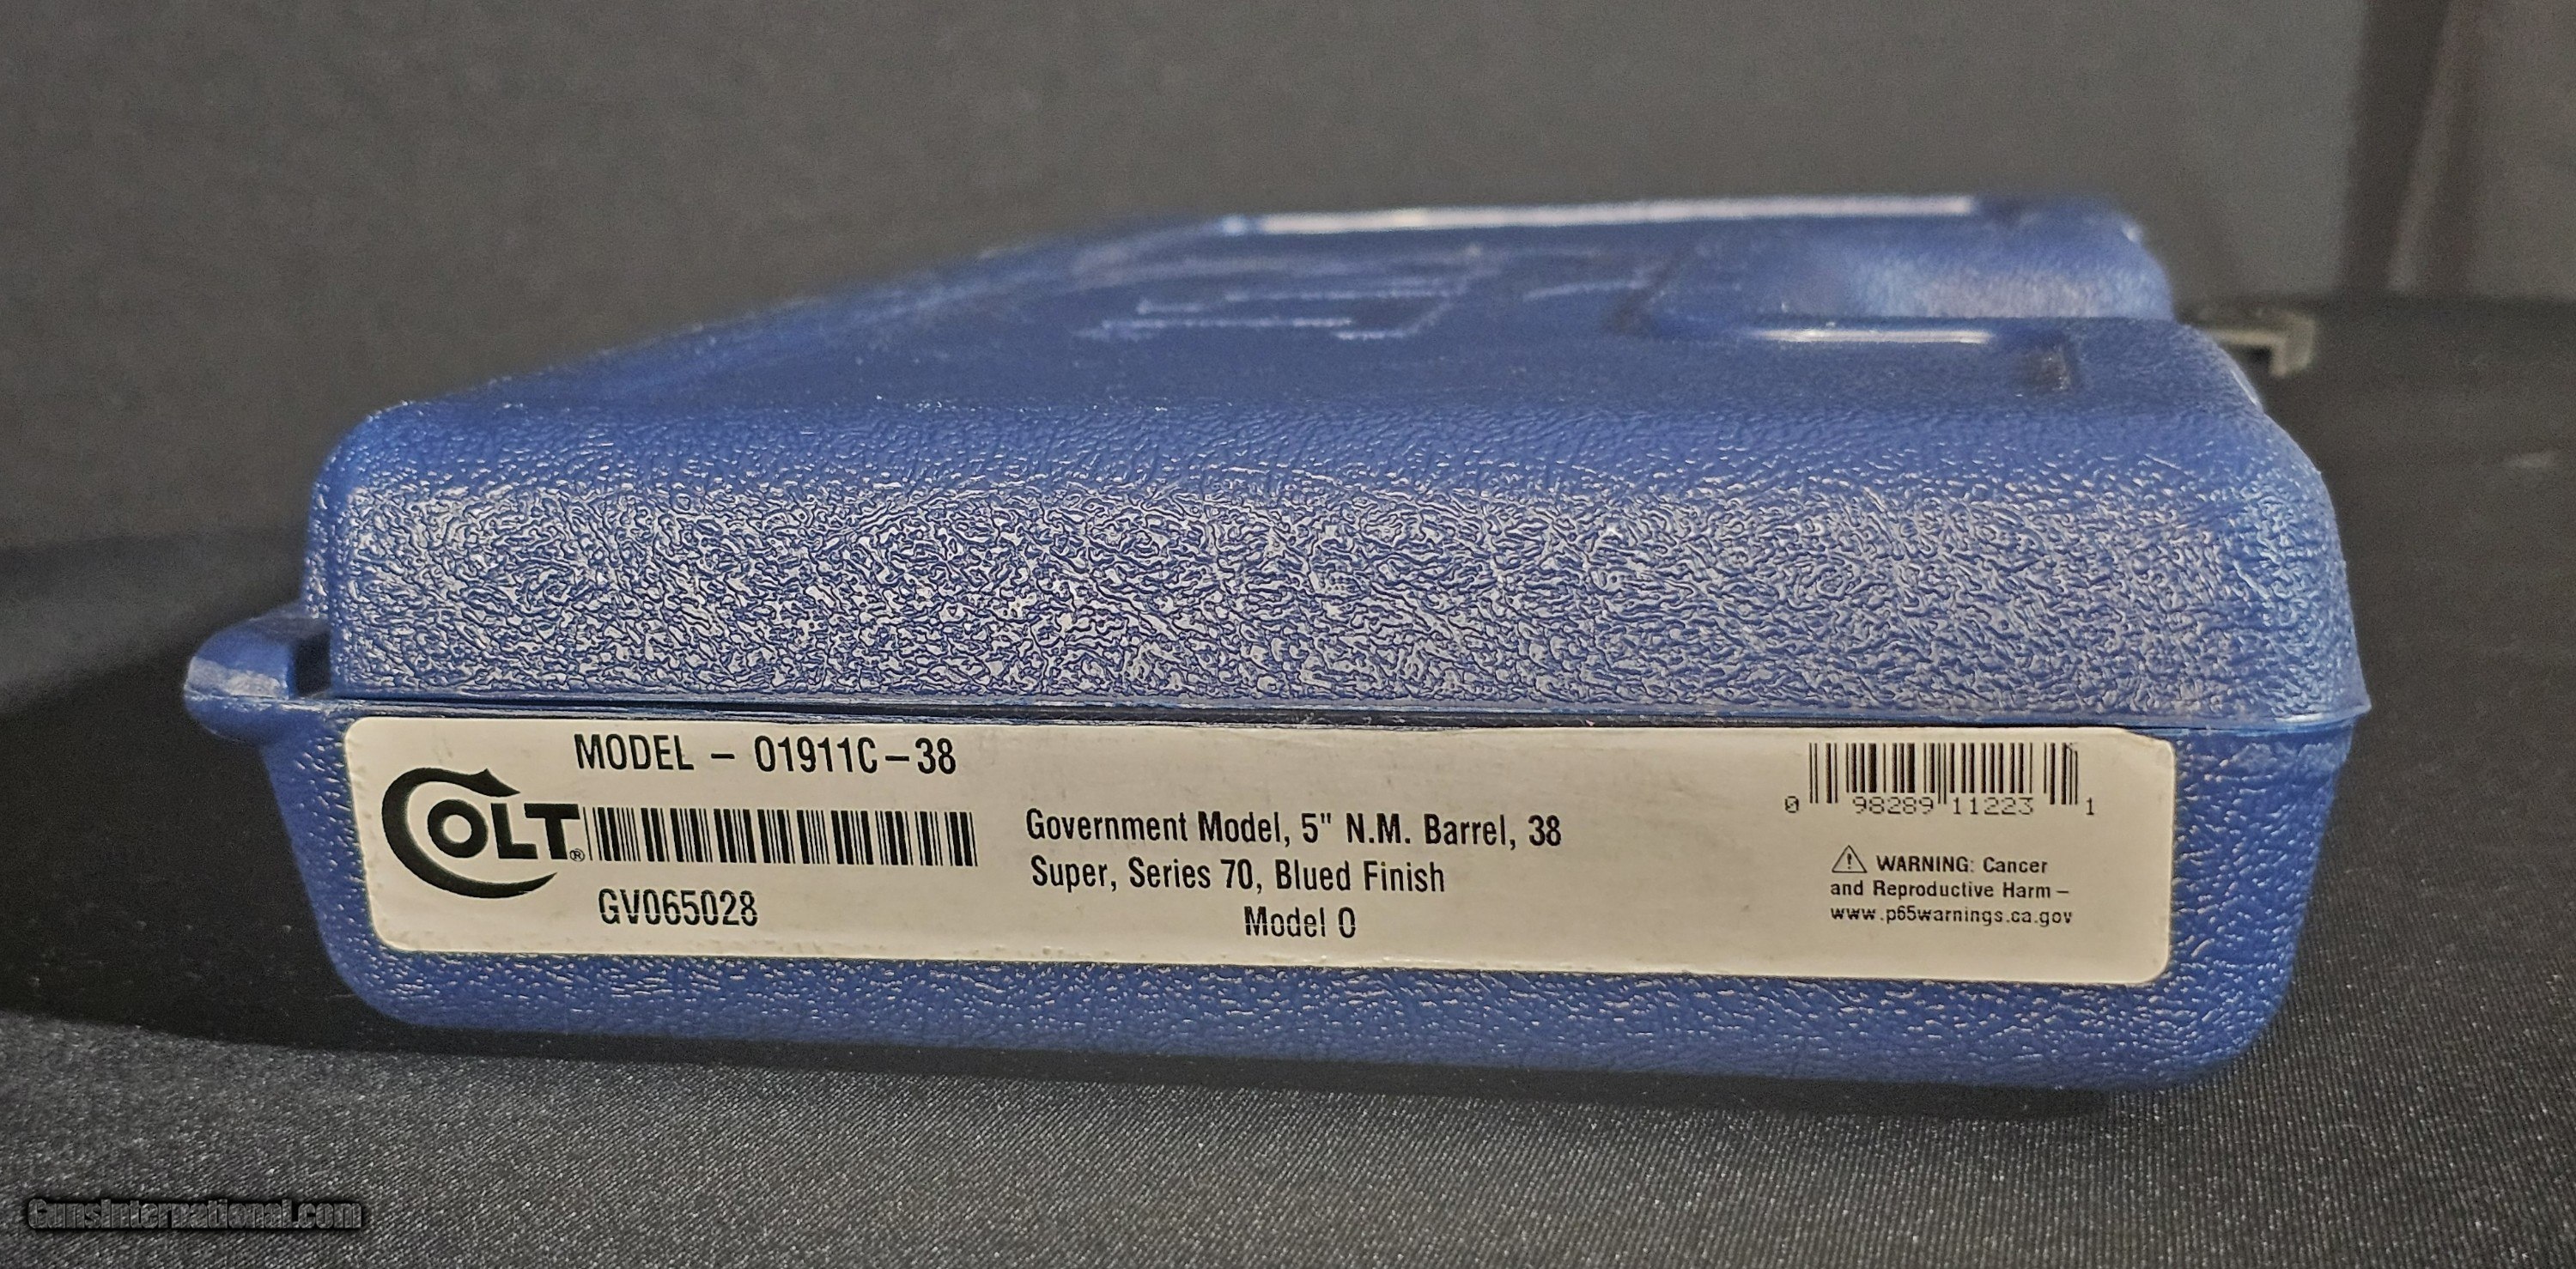 MODEL - O1911C-38
COLT®
GV065028
Government Model, 5" N.M. Barrel, 38
Super, Series 70, Blued Finish
Model O
0 98289 11223 1
⚠ WARNING: Cancer
and Reproductive Harm –
www.p65warnings.ca.gov
GunsInternational.com